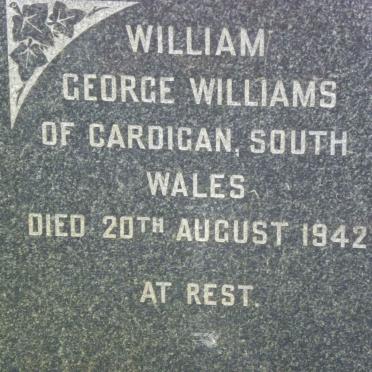 WILLIAM
GEORGE WILLIAMS
OF CARDIGAN, SOUTH
WALES
DIED 20TH AUGUST 1942
AT REST.